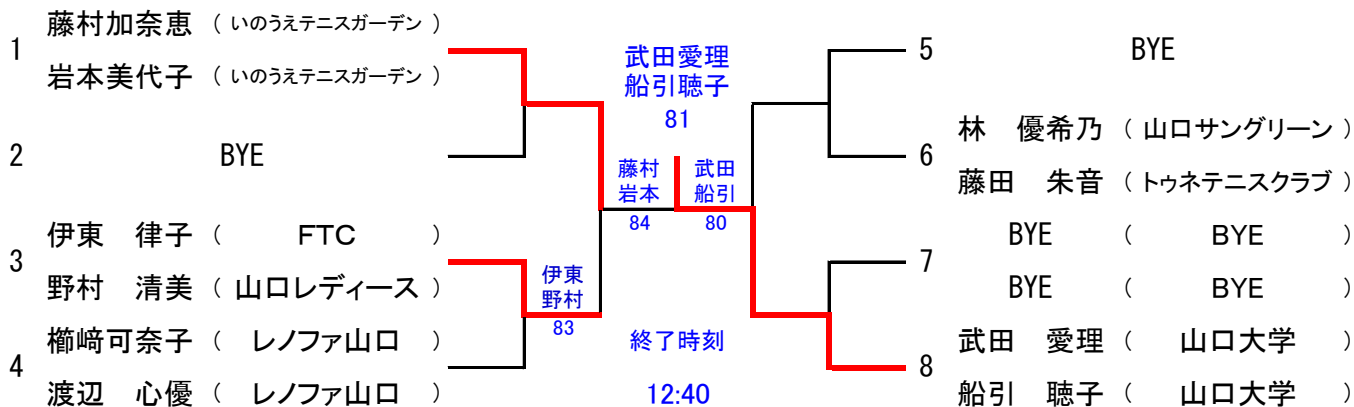 1
藤村加奈恵 ( いのうえテニスガーデン )
岩本美代子 ( いのうえテニスガーデン )
2 BYE
3
伊東 律子 ( FTC )
野村 清美 ( 山口レディース )
4
櫛﨑可奈子 ( レノファ山口 )
渡辺 心優 ( レノファ山口 )
伊東
野村
83
藤村
岩本
84
武田愛理
船引聴子
81
武田
船引
80
終了時刻
12:40
5 BYE
6
林 優希乃 ( 山口サングリーン )
藤田 朱音 ( トゥネテニスクラブ )
7
BYE ( BYE )
BYE ( BYE )
8
武田 愛理 ( 山口大学 )
船引 聴子 ( 山口大学 )